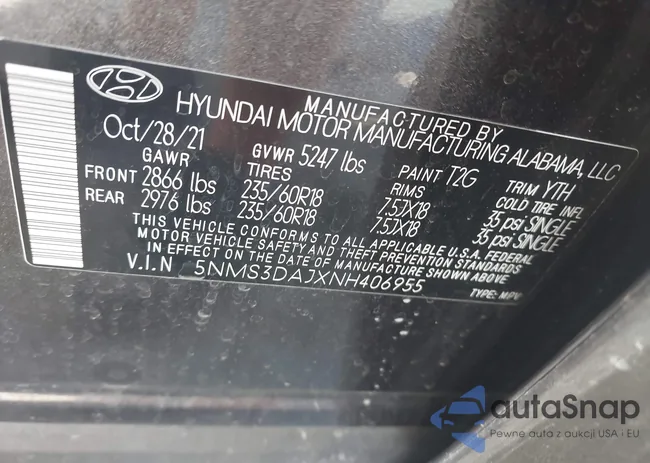 MANUFACTURED BY
HYUNDAI MOTOR MANUFACTURING ALABAMA, LLC
Oct/28/21 GVWR 5247 lbs PAINT T2G TRIM YTH
GAWR TIRES RIMS COLD TIRE INFL
FRONT 2866 lbs 235/60R18 7.5JX18 35 psi SINGLE
REAR 2976 lbs 235/60R18 7.5JX18 35 psi SINGLE
THIS VEHICLE CONFORMS TO ALL APPLICABLE U.S.A. FEDERAL
MOTOR VEHICLE SAFETY AND THEFT PREVENTION STANDARDS
IN EFFECT ON THE DATE OF MANUFACTURE SHOWN ABOVE
V.I.N 5NMS3DAJXNH406955
TYPE: MPV
autaSnap
Pewne auta z aukcji USA i EU